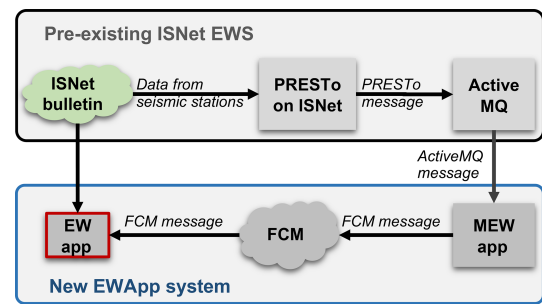 Pre-existing ISNet EWS
ISNet
bulletin
Data from
seismic stations
PRESTo
on ISNet
PRESTo
message
Active
MQ
ActiveMQ
message
EW
app
FCM message
FCM
FCM message
MEW
app
New EWApp system